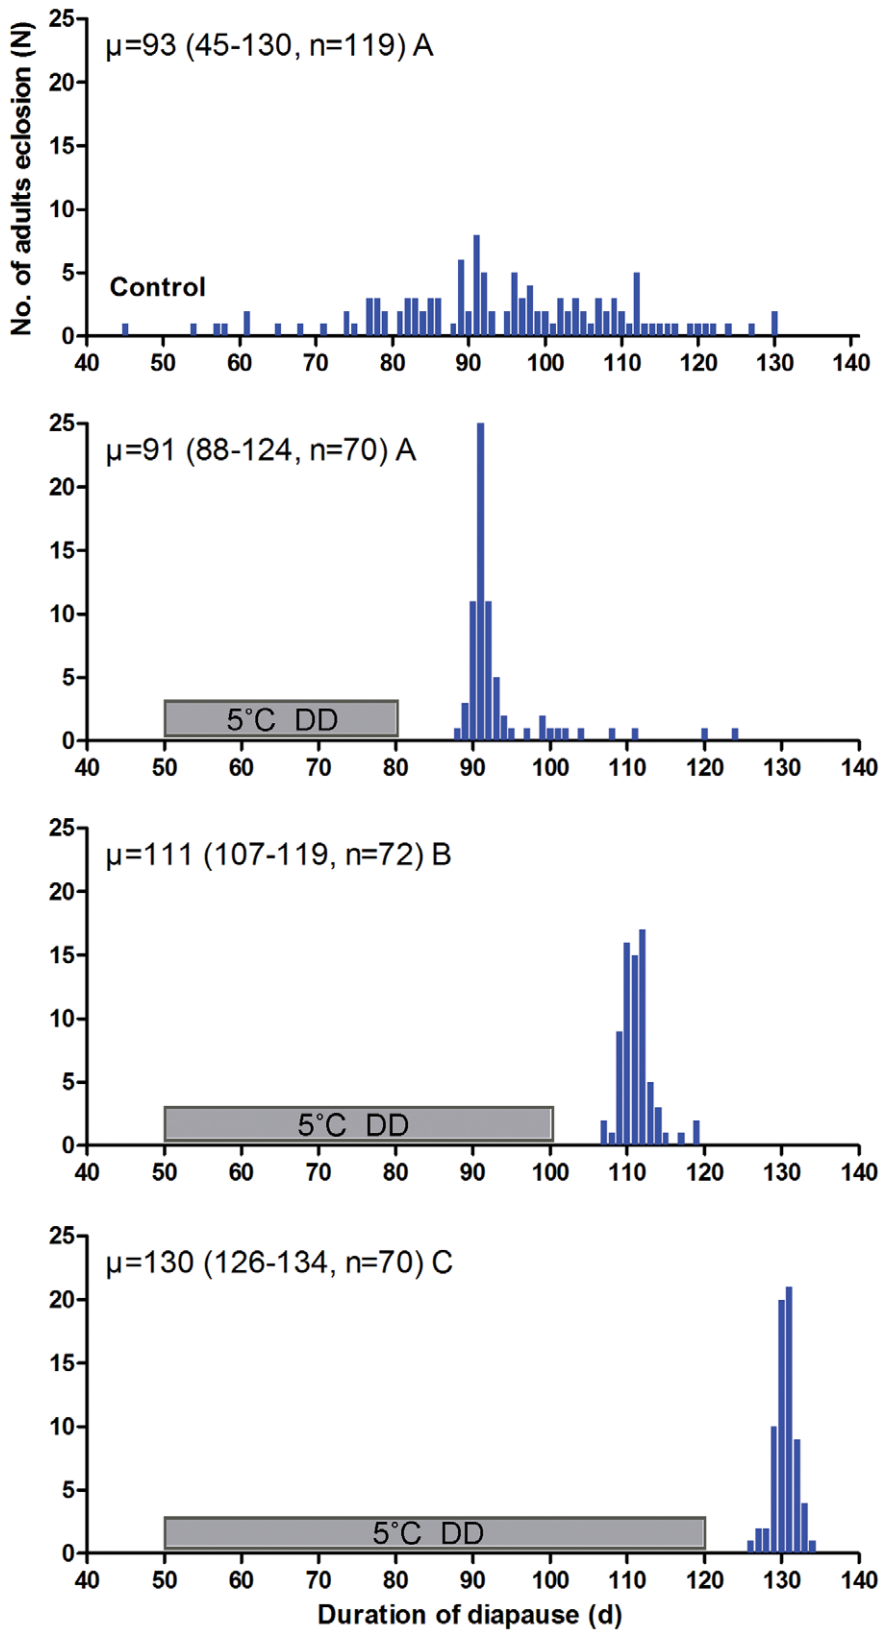 No. of adults eclosion (N)
25
μ=93 (45-130, n=119) A
20
15
10
5
Control
0
40 50 60 70 80 90 100 110 120 130 140
25
μ=91 (88-124, n=70) A
20
15
10
5
5°C DD
0
40 50 60 70 80 90 100 110 120 130 140
25
μ=111 (107-119, n=72) B
20
15
10
5
5°C DD
0
40 50 60 70 80 90 100 110 120 130 140
25
μ=130 (126-134, n=70) C
20
15
10
5
5°C DD
0
40 50 60 70 80 90 100 110 120 130 140
Duration of diapause (d)